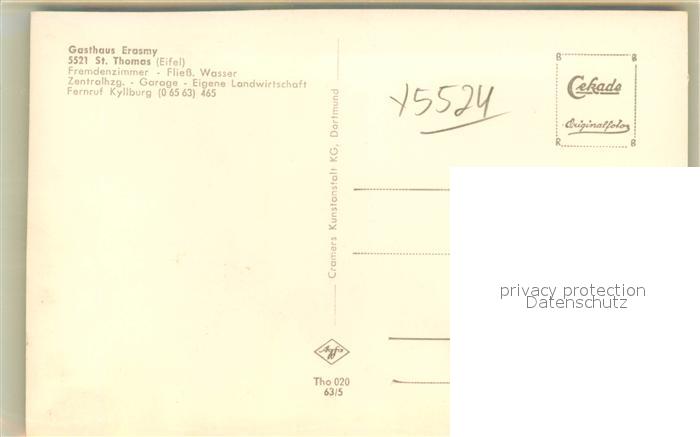 Gasthaus Erasmy
5521 St. Thomas (Eifel)
Fremdenzimmer - Fließ. Wasser
Zentralhzg. - Garage - Eigene Landwirtschaft
Fernruf Kyllburg (0 65 63) 465
Cramers Kunstanstalt KG, Dortmund
Y5524
B B
Cekade
Originalfoto
R B
privacy protection
Datenschutz
Agfa
Tho 020
63/5